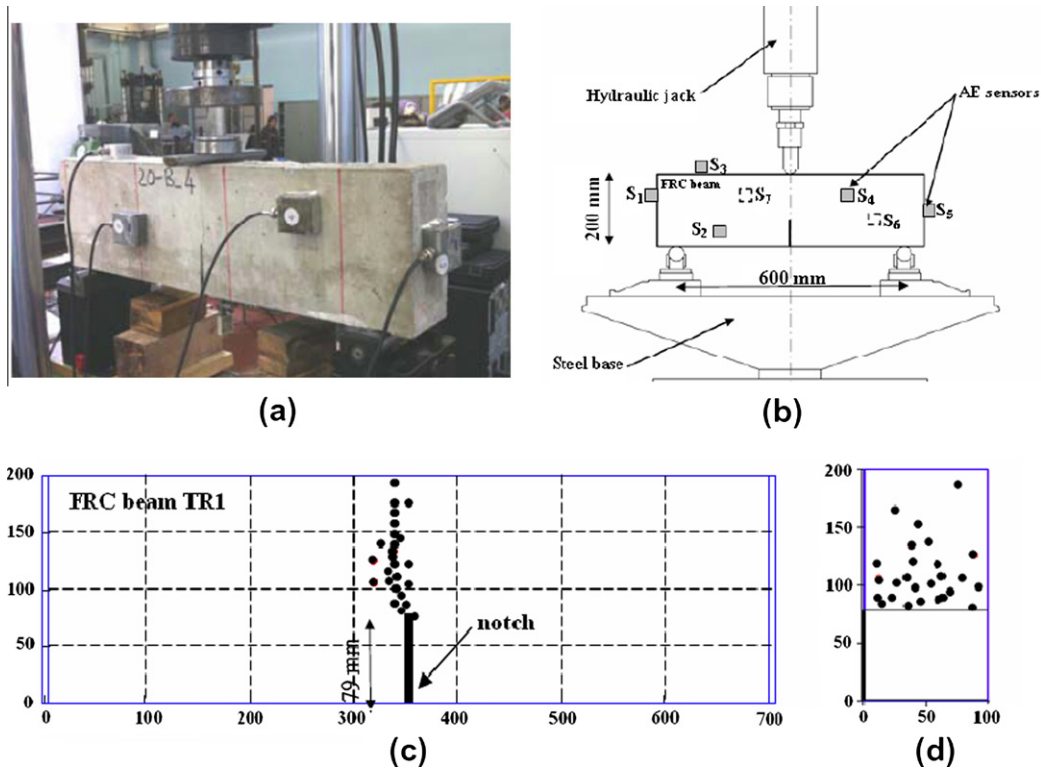 20-B_4
(a)
Hydraulic jack
AE sensors
S3
FRC beam
S1
S7
S4
S6
S5
S2
200 mm
600 mm
Steel base
(b)
200
150
100
50
0
FRC beam TR1
79 mm
notch
0 100 200 300 400 500 600 700
(c)
200
150
100
50
0
0 50 100
(d)